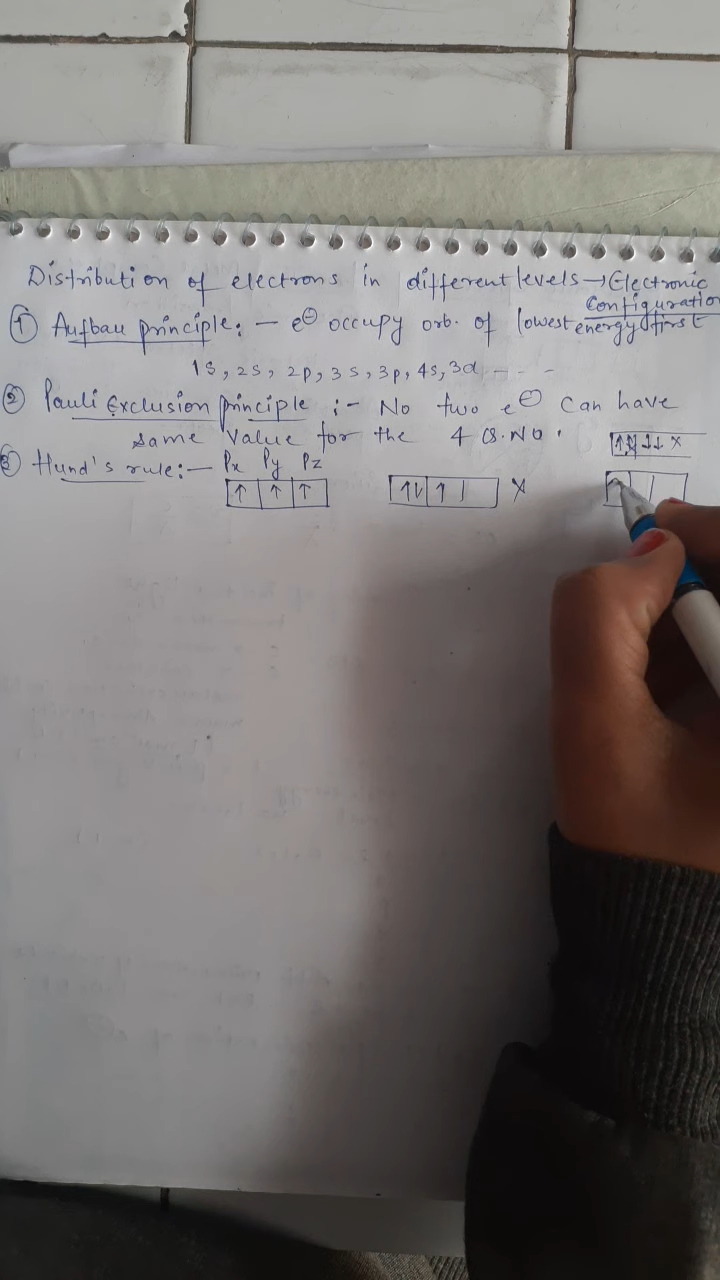 Distribution of electrons in different levels → Electronic
Configuration
① Aufbau principle: - e⊖ occupy orb. of lowest energy first
1s, 2s, 2p, 3s, 3p, 4s, 3d - - -
② Pauli Exclusion principle :- No two e⊖ can have
same value for the 4 Q.NO.
③ Hund's rule:-
Px Py Pz
↑ ↑ ↑
↑↓ ↑ X
↓↓ X
↑